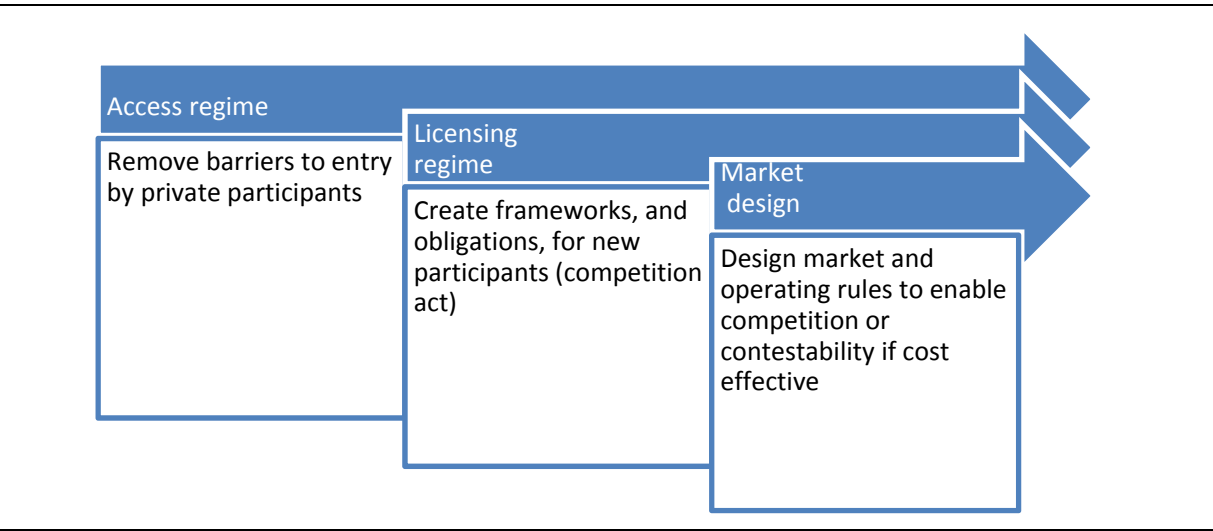 Access regime
Remove barriers to entry
by private participants
Licensing
regime
Create frameworks, and
obligations, for new
participants (competition
act)
Market
design
Design market and
operating rules to enable
competition or
contestability if cost
effective